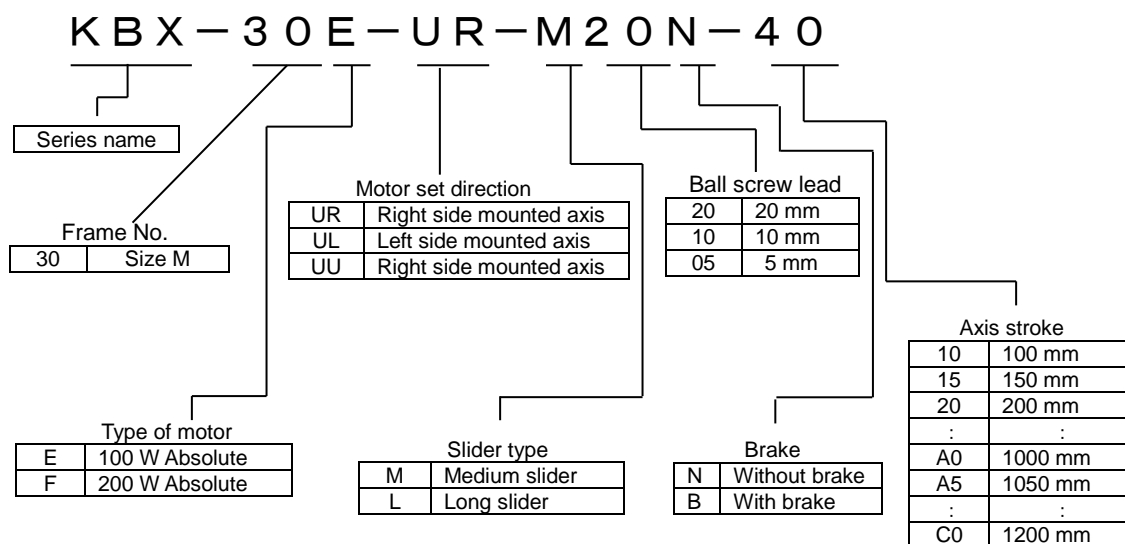 KBX-30E-UR-M20N-40
Series name
Motor set direction
UR Right side mounted axis
UL Left side mounted axis
UU Right side mounted axis
Ball screw lead
20 20 mm
10 10 mm
05 5 mm
Frame No.
30 Size M
Axis stroke
10 100 mm
15 150 mm
20 200 mm
: :
A0 1000 mm
A5 1050 mm
: :
C0 1200 mm
Type of motor
E 100 W Absolute
F 200 W Absolute
Slider type
M Medium slider
L Long slider
Brake
N Without brake
B With brake